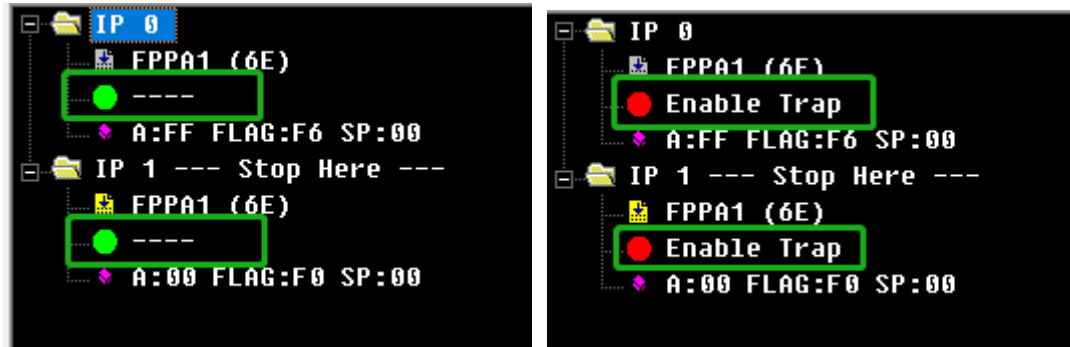 IP 0
FPPA1 (6E)
----
A:FF FLAG:F6 SP:00
IP 1 --- Stop Here ---
FPPA1 (6E)
----
A:00 FLAG:F0 SP:00
IP 0
FPPA1 (6E)
Enable Trap
A:FF FLAG:F6 SP:00
IP 1 --- Stop Here ---
FPPA1 (6E)
Enable Trap
A:00 FLAG:F0 SP:00